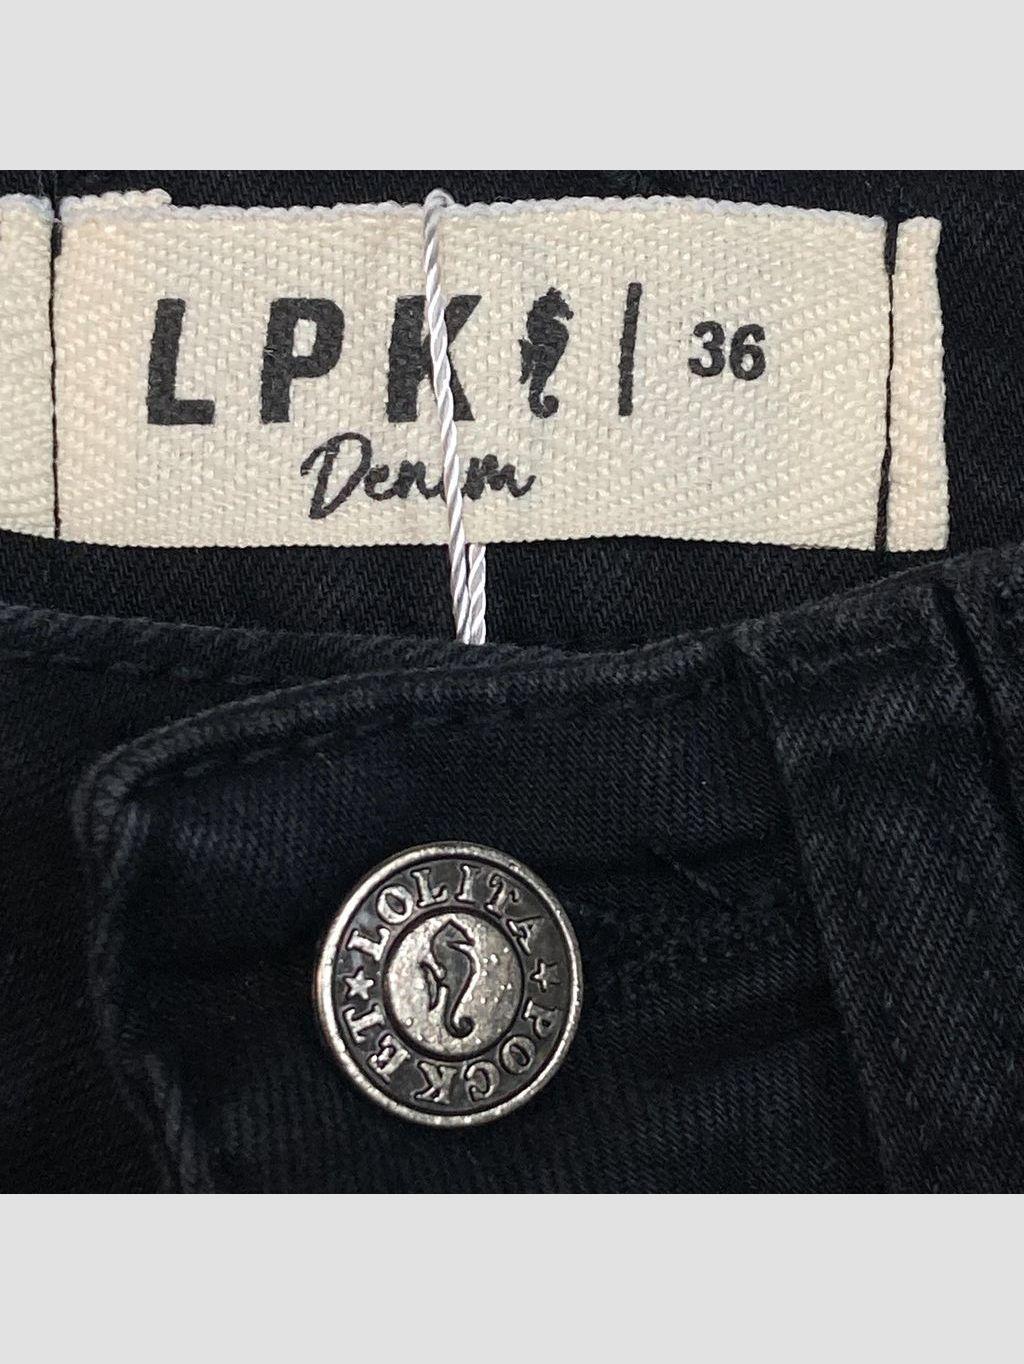 LPK | 36
Denim
LOLITA ★ POCKET ★